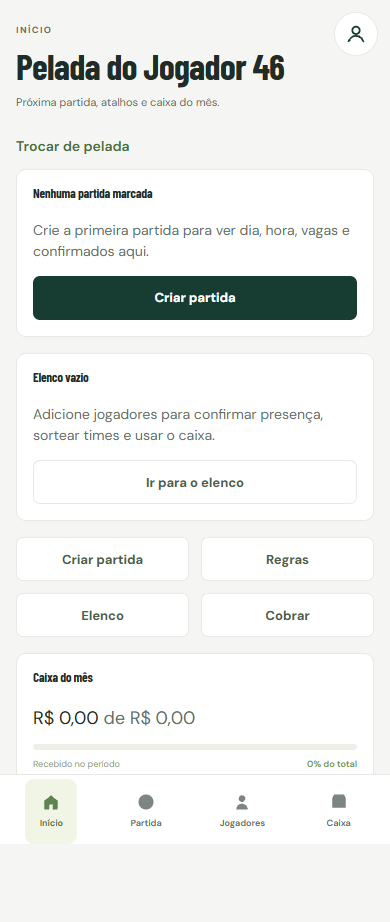 INÍCIO
Pelada do Jogador 46
Próxima partida, atalhos e caixa do mês.
Trocar de pelada
Nenhuma partida marcada
Crie a primeira partida para ver dia, hora, vagas e
confirmados aqui.
Criar partida
Elenco vazio
Adicione jogadores para confirmar presença,
sortear times e usar o caixa.
Ir para o elenco
Criar partida
Regras
Elenco
Cobrar
Caixa do mês
R$ 0,00 de R$ 0,00
Recebido no período
0% do total
Início
Partida
Jogadores
Caixa